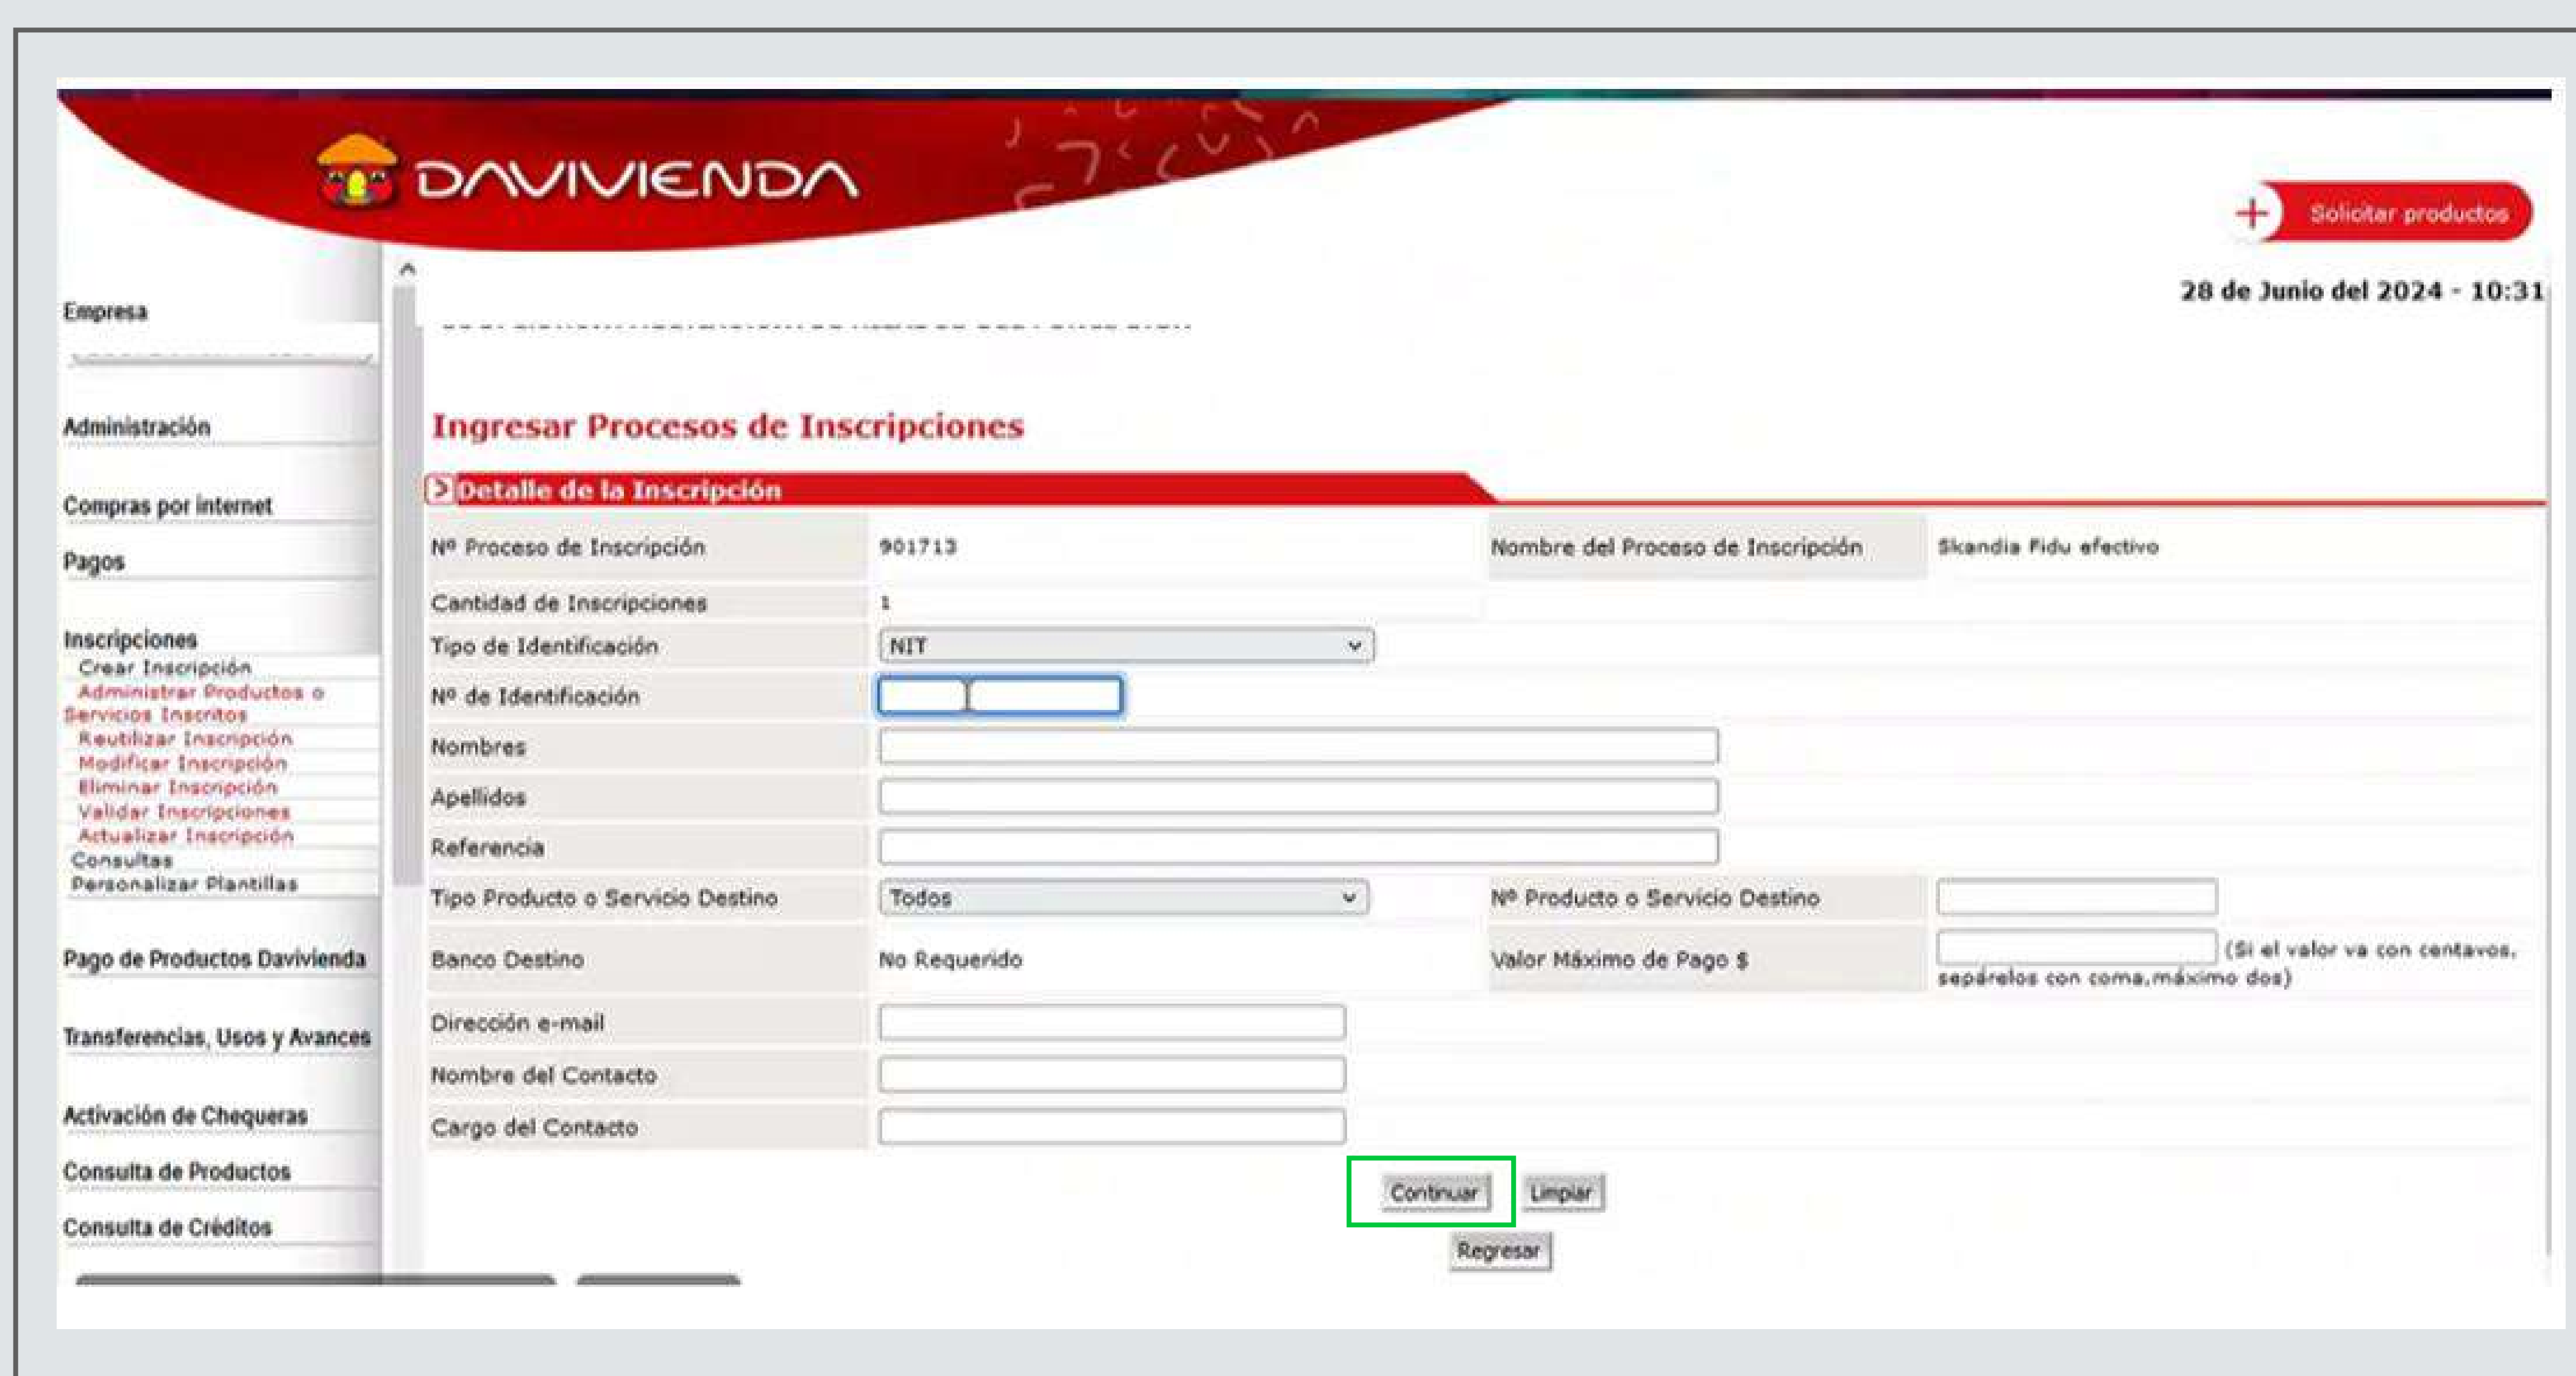 DAVIVIENDA
+ Solicitar productos
28 de Junio del 2024 - 10:31
Empresa
Administración
Compras por internet
Pagos
Inscripciones
Crear Inscripción
Administrar Productos o
Servicios Inscritos
Reutilizar Inscripción
Modificar Inscripción
Eliminar Inscripción
Validar Inscripciones
Actualizar Inscripción
Consultas
Personalizar Plantillas
Pago de Productos Davivienda
Transferencias, Usos y Avances
Activación de Chequeras
Consulta de Productos
Consulta de Créditos
Ingresar Procesos de Inscripciones
Detalle de la Inscripción
Nº Proceso de Inscripción 901713 Nombre del Proceso de Inscripción Skandia Fidu efectivo
Cantidad de Inscripciones 1
Tipo de Identificación NIT
Nº de Identificación
Nombres
Apellidos
Referencia
Tipo Producto o Servicio Destino Todos Nº Producto o Servicio Destino
Banco Destino No Requerido Valor Máximo de Pago $ (Si el valor va con centavos,
sepárelos con coma,máximo dos)
Dirección e-mail
Nombre del Contacto
Cargo del Contacto
Continuar Limpiar
Regresar